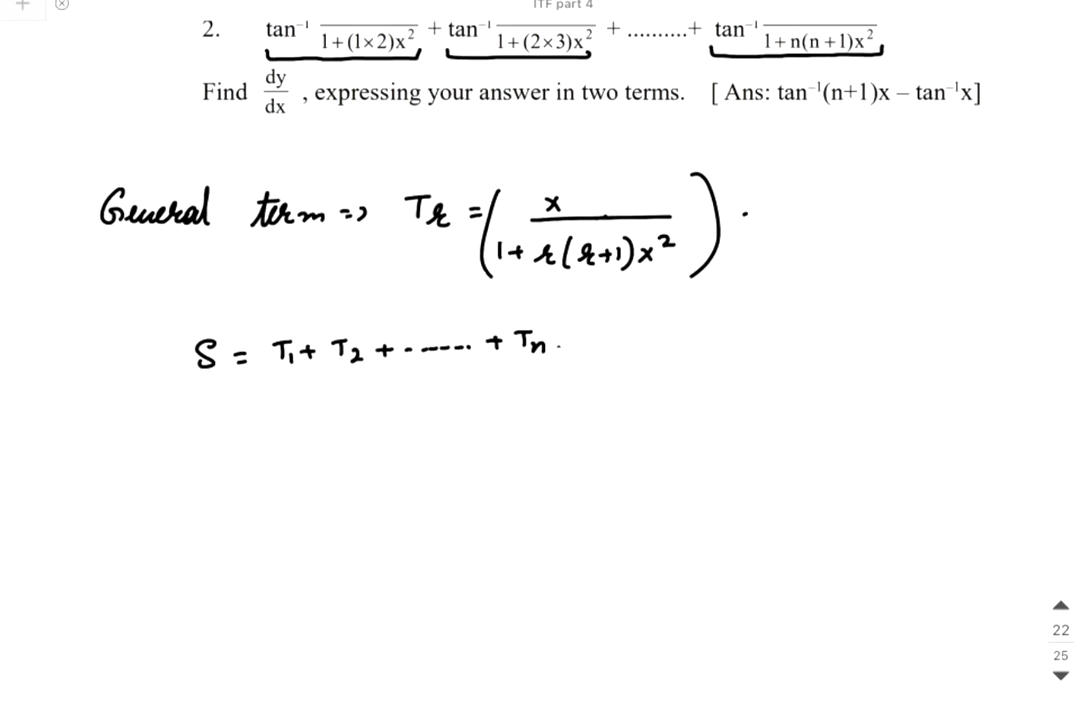 ITF part 4
2. tan⁻¹ 1+(1×2)x² + tan⁻¹ 1+(2×3)x² + ..........+ tan⁻¹ 1+n(n+1)x²
Find dy/dx , expressing your answer in two terms. [ Ans: tan⁻¹(n+1)x – tan⁻¹x]
General term => Tr = ( x / 1+ r(r+1)x² ) .
S = T₁ + T₂ + ....... + Tn .
22
25